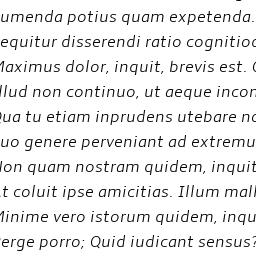 umenda potius quam expetenda.
equitur disserendi ratio cognitio
Maximus dolor, inquit, brevis est.
llud non continuo, ut aeque incon
Qua tu etiam inprudens utebare no
uo genere perveniant ad extremu
Non quam nostram quidem, inquit
t coluit ipse amicitias. Illum mal
Minime vero istorum quidem, inqu
erge porro; Quid iudicant sensus?